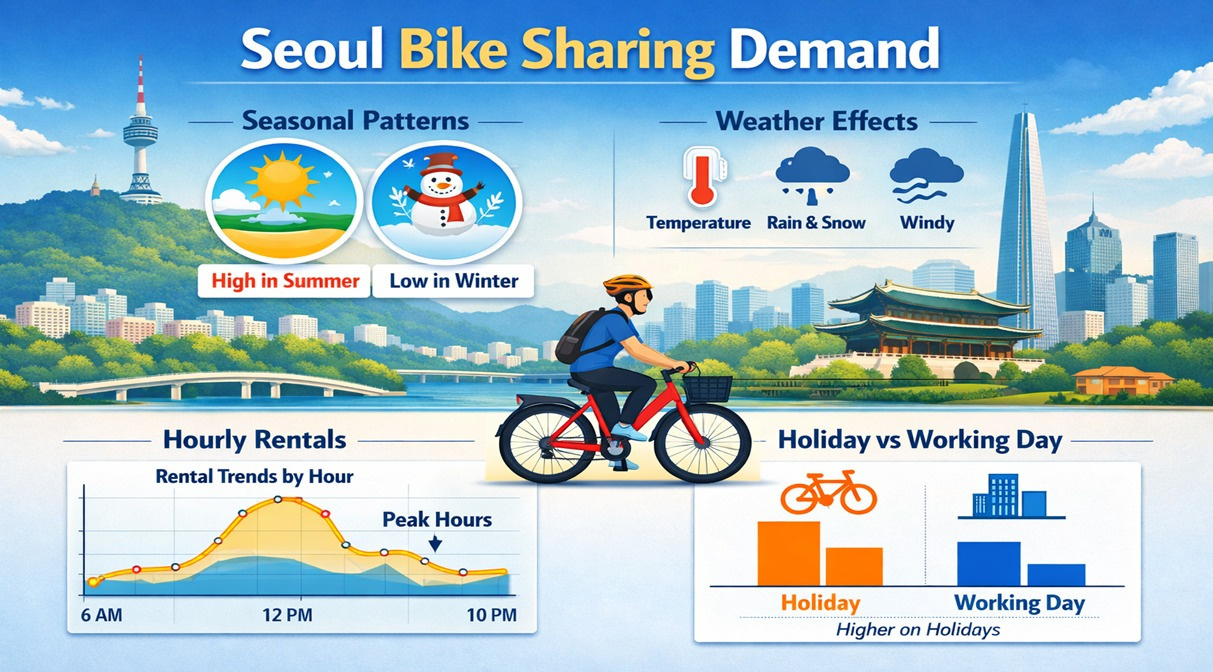 Seoul Bike Sharing Demand
Seasonal Patterns
High in Summer
Low in Winter
Weather Effects
Temperature
Rain & Snow
Windy
Hourly Rentals
Rental Trends by Hour
Peak Hours
6 AM
12 PM
10 PM
Holiday vs Working Day
Holiday
Working Day
Higher on Holidays